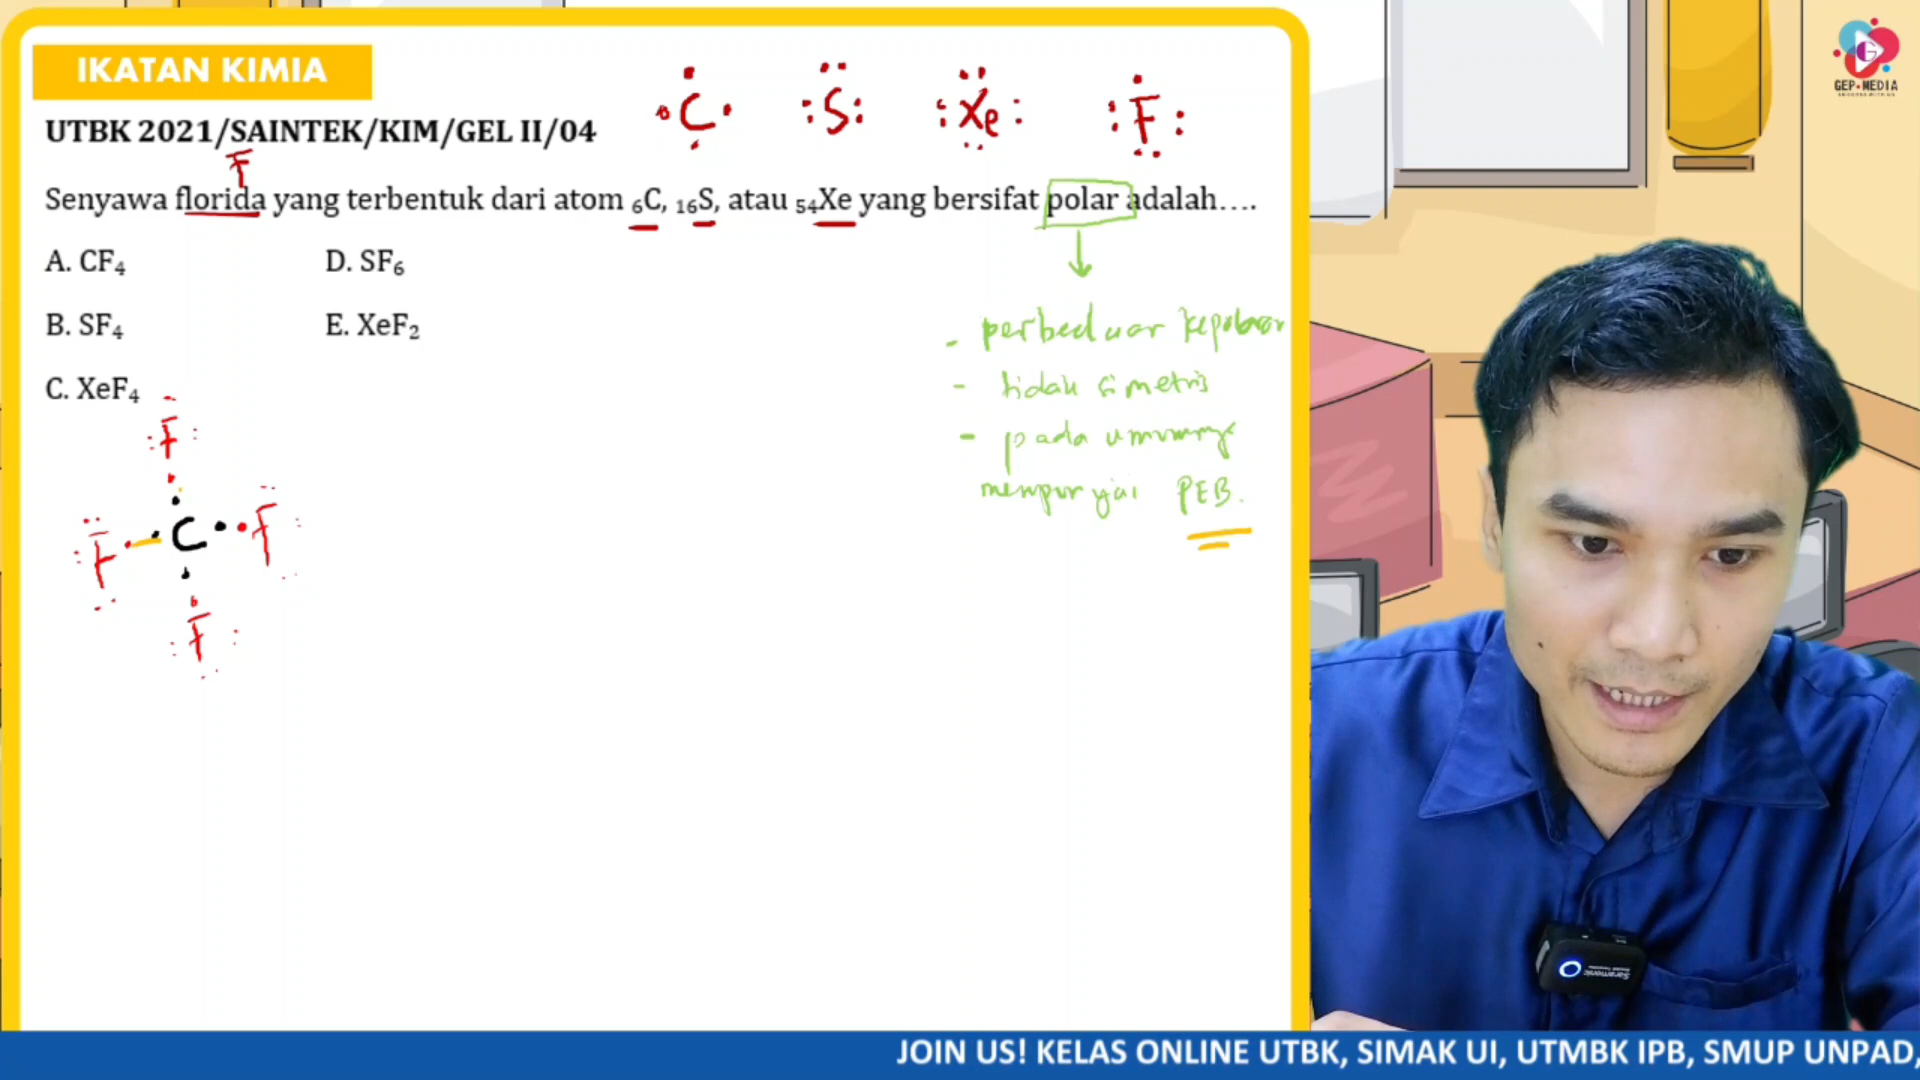 IKATAN KIMIA
C S Xe F
UTBK 2021/SAINTEK/KIM/GEL II/04
F
Senyawa florida yang terbentuk dari atom ₆C, ₁₆S, atau ₅₄Xe yang bersifat polar adalah....
A. CF₄ D. SF₆
B. SF₄ E. XeF₂
C. XeF₄
- perbeduaan
- tidak simetris
- pada umumnya
mempunyai PEB.
F
F C F
F
GEP MEDIA
Saramonic
JOIN US! KELAS ONLINE UTBK, SIMAK UI, UTMBK IPB, SMUP UNPAD,